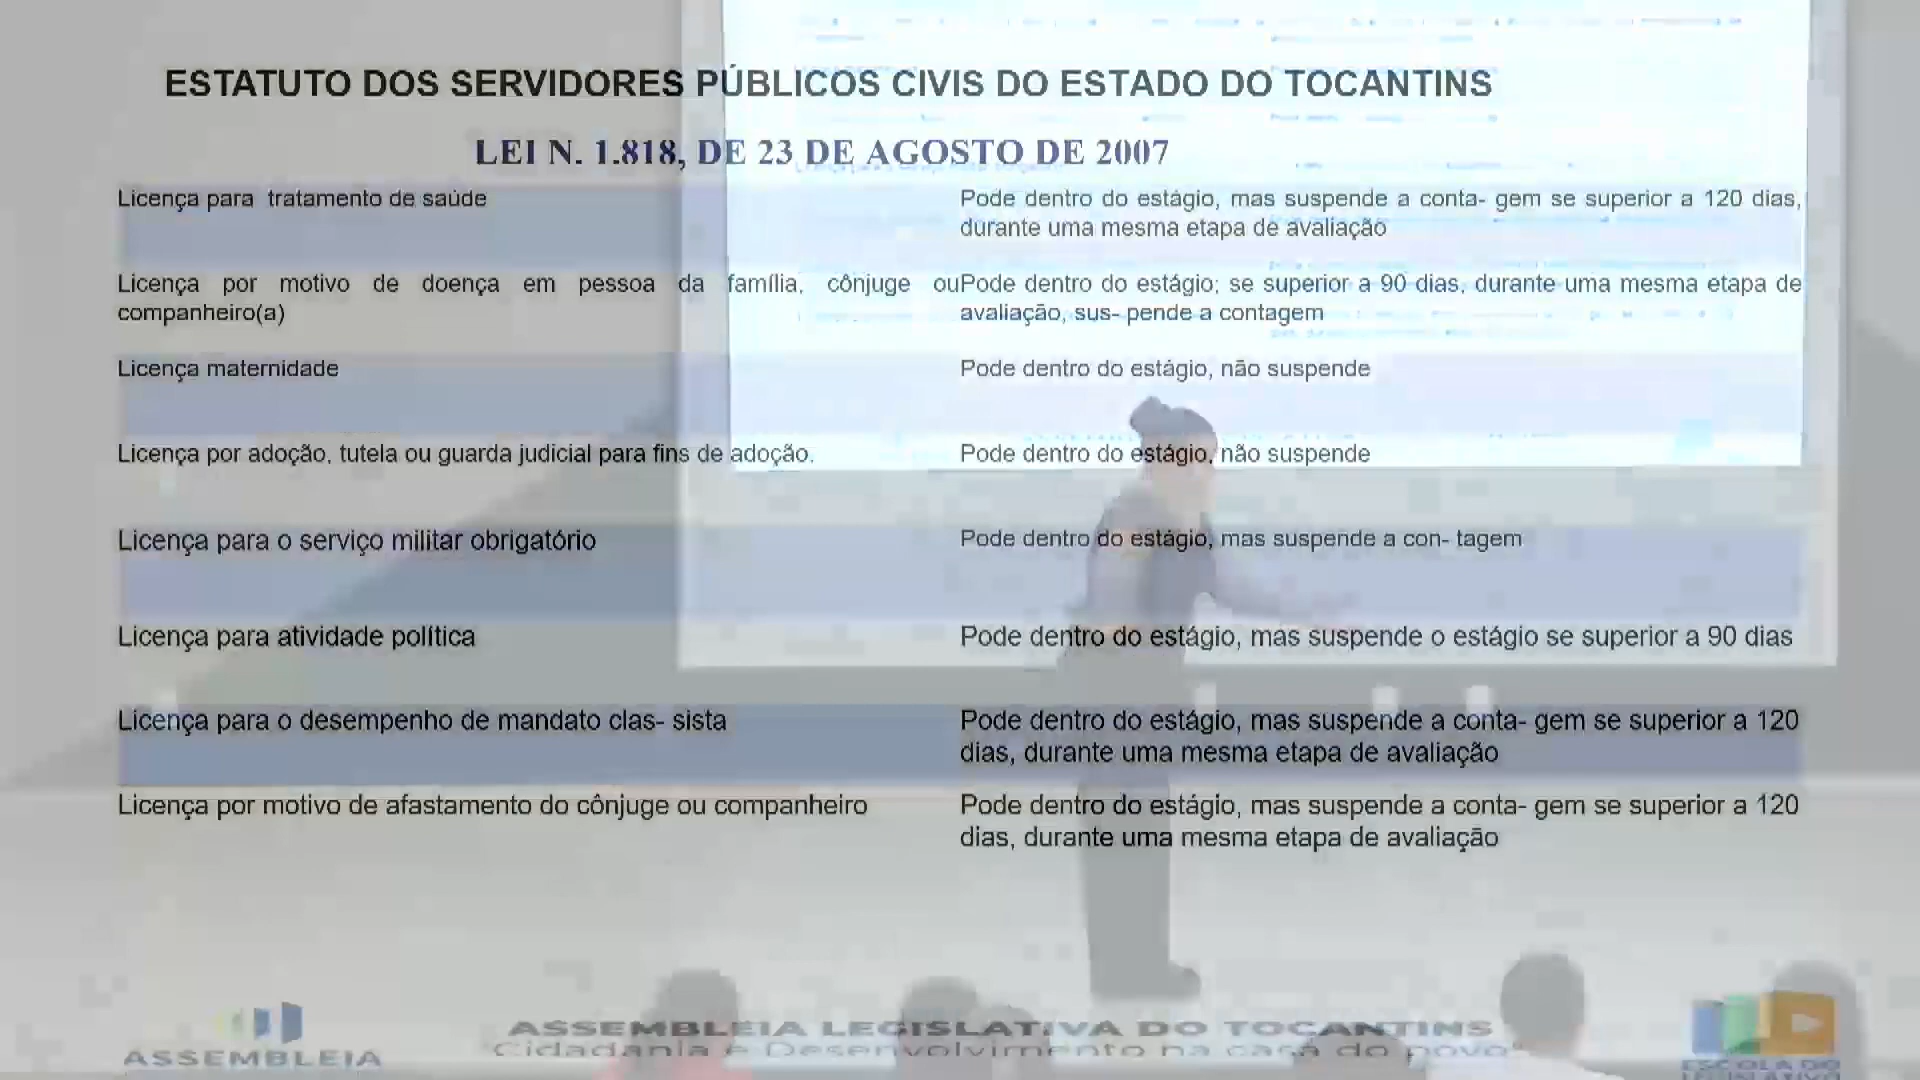 ESTATUTO DOS SERVIDORES PÚBLICOS CIVIS DO ESTADO DO TOCANTINS
LEI N. 1.818, DE 23 DE AGOSTO DE 2007
Licença para tratamento de saúde
Pode dentro do estágio, mas suspende a conta- gem se superior a 120 dias,
durante uma mesma etapa de avaliação
Licença por motivo de doença em pessoa da família, cônjuge ou
companheiro(a)
Pode dentro do estágio; se superior a 90 dias, durante uma mesma etapa de
avaliação, sus- pende a contagem
Licença maternidade
Pode dentro do estágio, não suspende
Licença por adoção, tutela ou guarda judicial para fins de adoção.
Pode dentro do estágio, não suspende
Licença para o serviço militar obrigatório
Pode dentro do estágio, mas suspende a con- tagem
Licença para atividade política
Pode dentro do estágio, mas suspende o estágio se superior a 90 dias
Licença para o desempenho de mandato clas- sista
Pode dentro do estágio, mas suspende a conta- gem se superior a 120
dias, durante uma mesma etapa de avaliação
Licença por motivo de afastamento do cônjuge ou companheiro
Pode dentro do estágio, mas suspende a conta- gem se superior a 120
dias, durante uma mesma etapa de avaliação
ASSEMBLEIA
ASSEMBLEIA LEGISLATIVA DO TOCANTINS
"Cidadania e Desenvolvimento na casa do povo"
ESCOLA DO
LEGISLATIVO